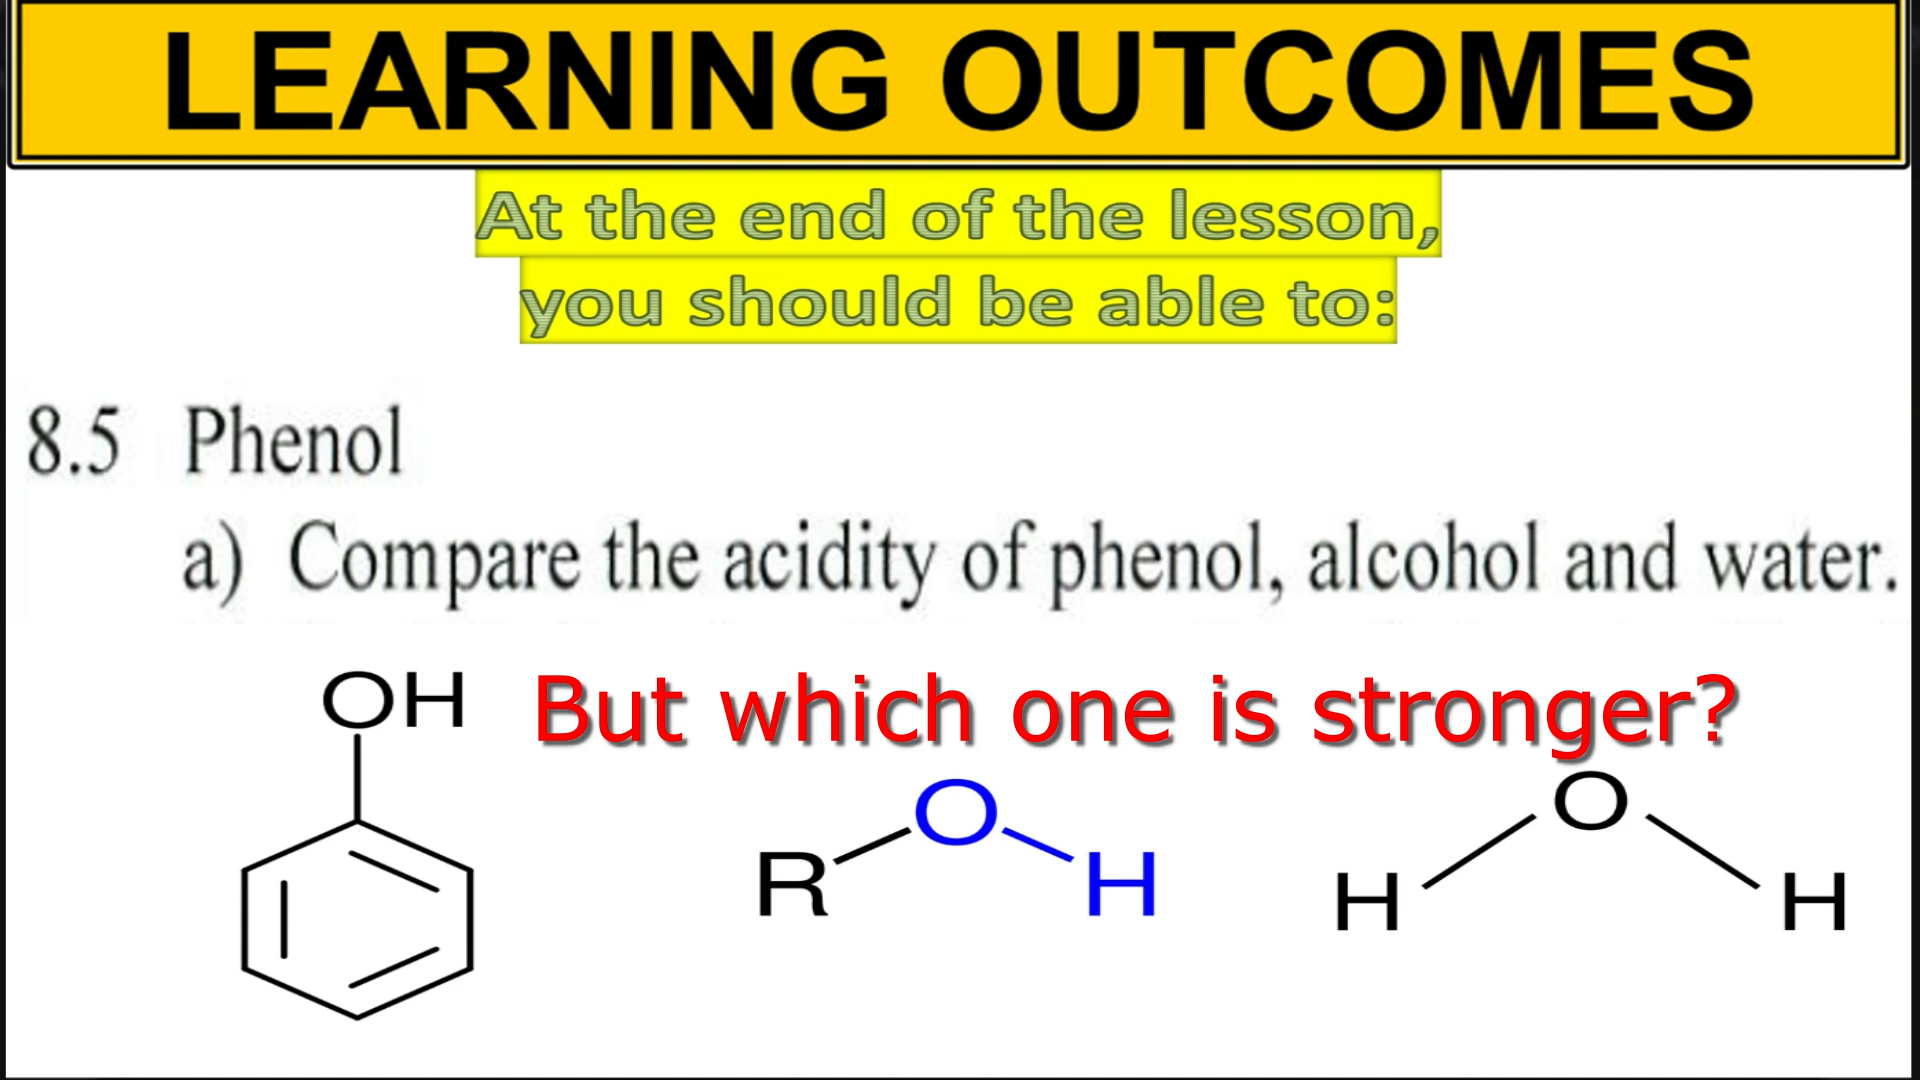 LEARNING OUTCOMES
At the end of the lesson,
you should be able to:
8.5 Phenol
a) Compare the acidity of phenol, alcohol and water.
But which one is stronger?
OH
R O H
H O H